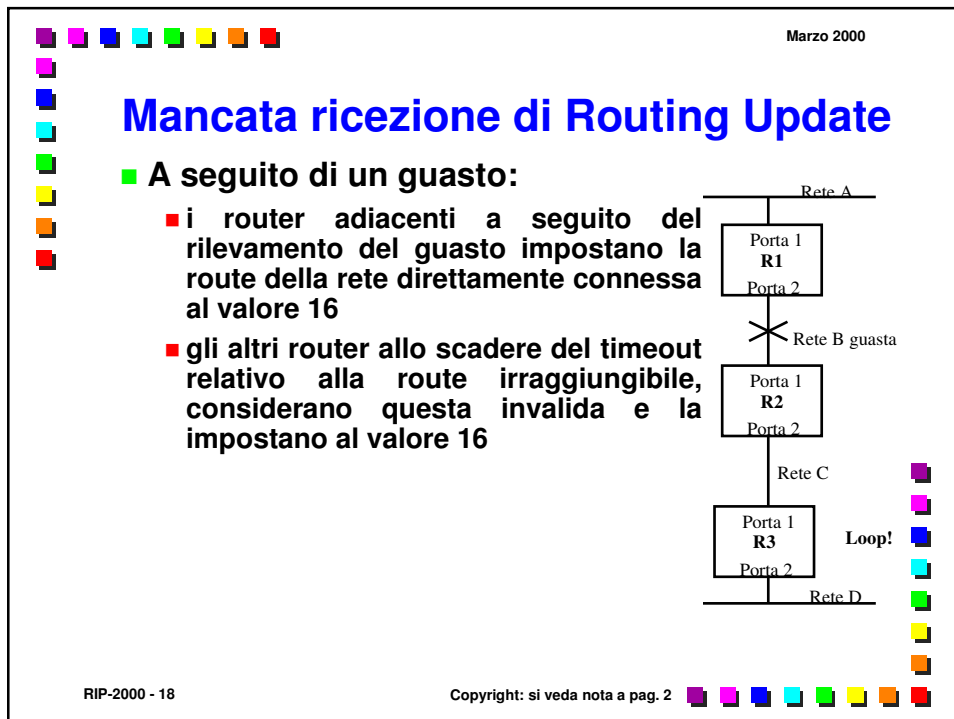 Marzo 2000
Mancata ricezione di Routing Update
A seguito di un guasto:
i router adiacenti a seguito del
rilevamento del guasto impostano la
route della rete direttamente connessa
al valore 16
gli altri router allo scadere del timeout
relativo alla route irraggiungibile,
considerano questa invalida e la
impostano al valore 16
Rete A
Porta 1
R1
Porta 2
Rete B guasta
Porta 1
R2
Porta 2
Rete C
Porta 1
R3
Loop!
Porta 2
Rete D
RIP-2000 - 18
Copyright: si veda nota a pag. 2